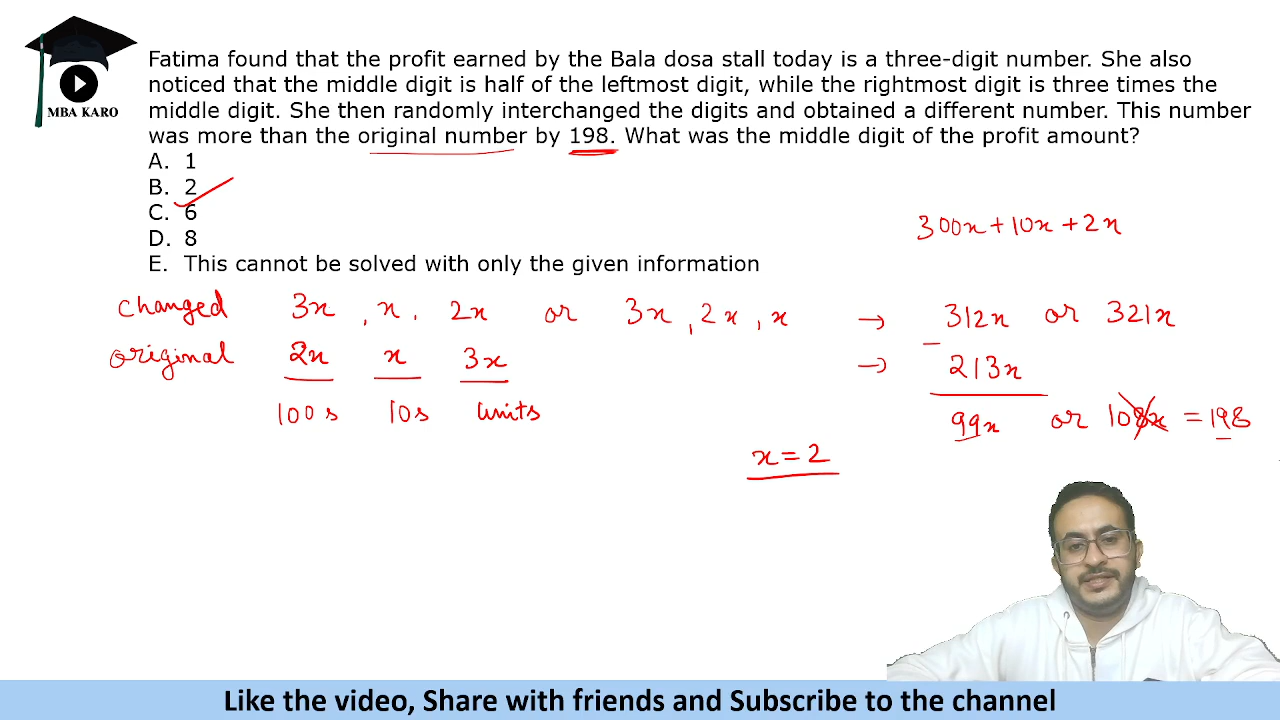 MBA KARO
Fatima found that the profit earned by the Bala dosa stall today is a three-digit number. She also
noticed that the middle digit is half of the leftmost digit, while the rightmost digit is three times the
middle digit. She then randomly interchanged the digits and obtained a different number. This number
was more than the original number by 198. What was the middle digit of the profit amount?
A. 1
B. 2
C. 6
D. 8
E. This cannot be solved with only the given information
300x + 10x + 2x
changed 3x , x , 2x or 3x , 2x , x → 312x or 321x
original 2x x 3x → - 213x
100s 10s units 99x or 108x = 198
x = 2
Like the video, Share with friends and Subscribe to the channel